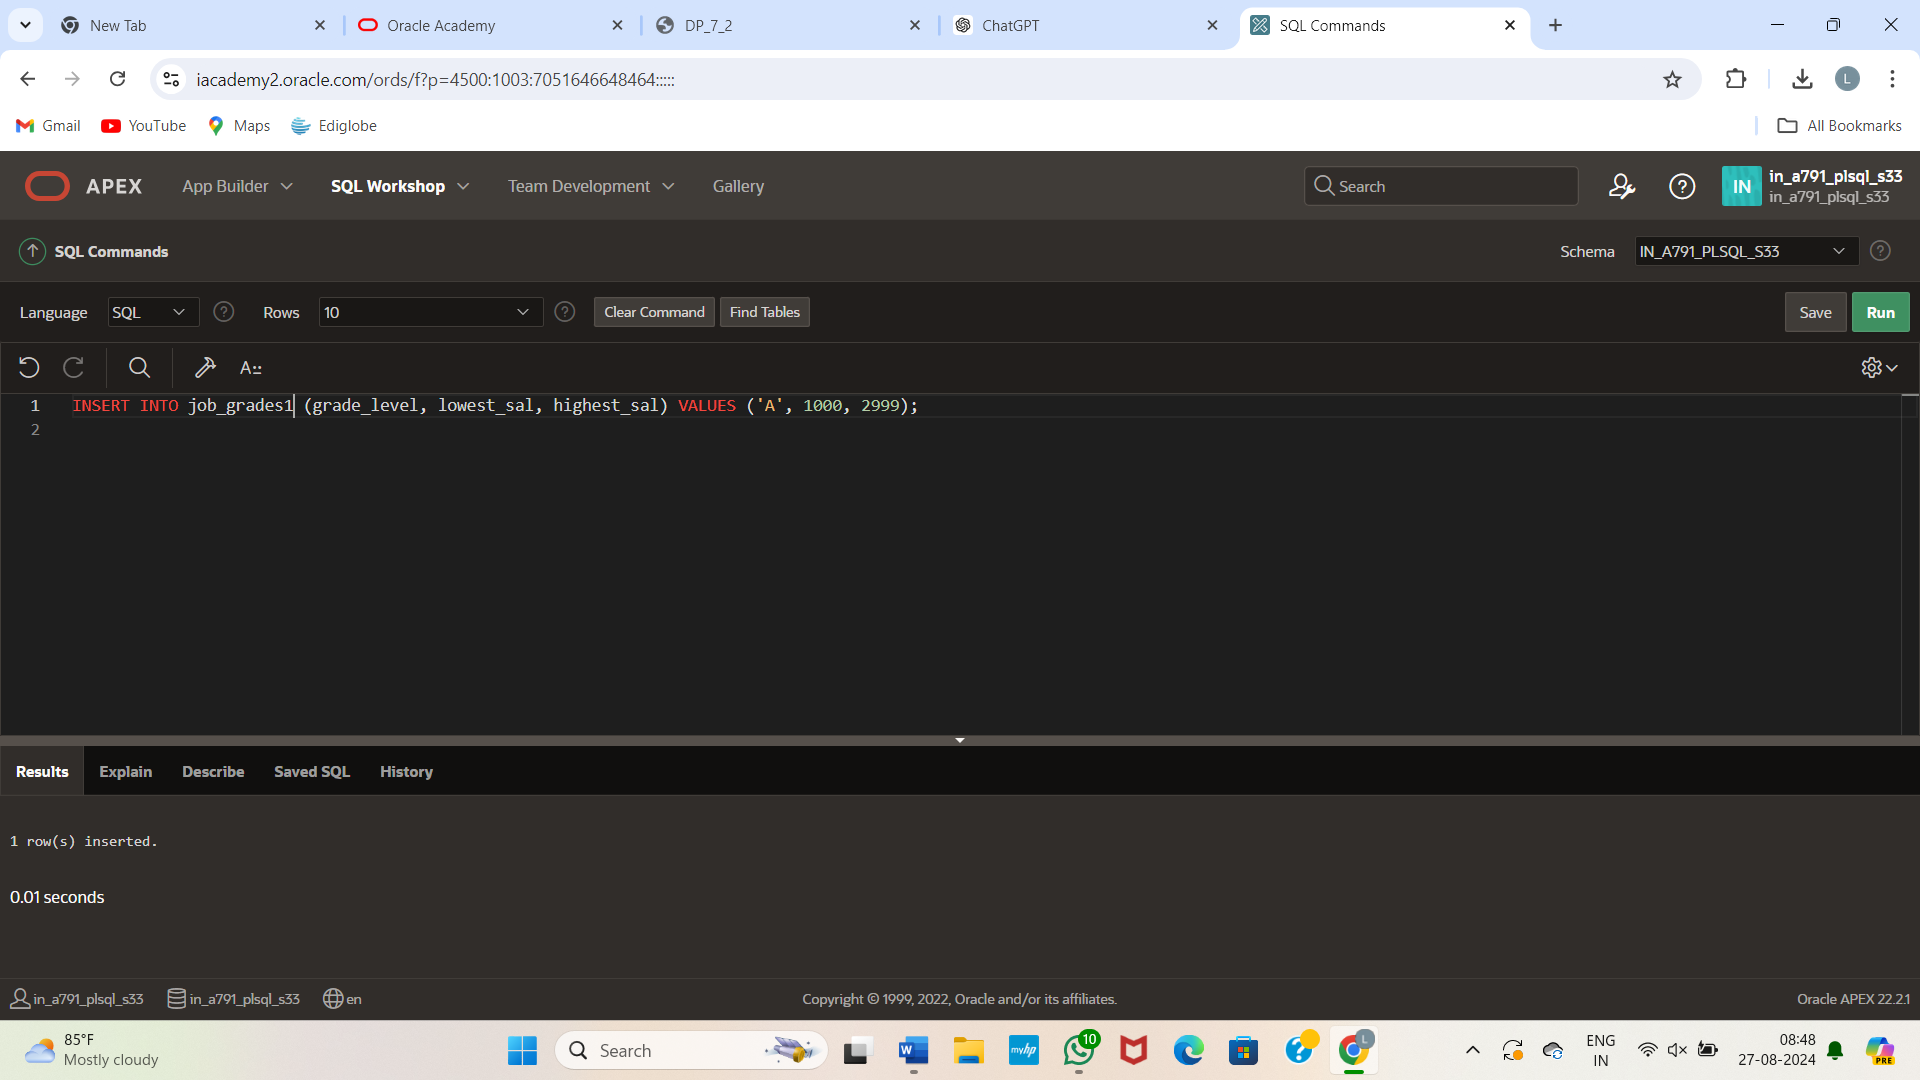 New Tab
Oracle Academy
DP_7_2
ChatGPT
SQL Commands
iacademy2.oracle.com/ords/f?p=4500:1003:7051646648464:::::
L
Gmail
YouTube
Maps
Ediglobe
All Bookmarks
APEX
App Builder
SQL Workshop
Team Development
Gallery
Search
IN
in_a791_plsql_s33
in_a791_plsql_s33
SQL Commands
Schema
IN_A791_PLSQL_S33
Language
SQL
Rows
10
Clear Command
Find Tables
Save
Run
A::
1 INSERT INTO job_grades1 (grade_level, lowest_sal, highest_sal) VALUES ('A', 1000, 2999);
2
Results
Explain
Describe
Saved SQL
History
1 row(s) inserted.
0.01 seconds
in_a791_plsql_s33
in_a791_plsql_s33
en
Copyright © 1999, 2022, Oracle and/or its affiliates.
Oracle APEX 22.2.1
85°F
Mostly cloudy
Search
W
myhp
10
L
ENG
IN
08:48
27-08-2024
PRE